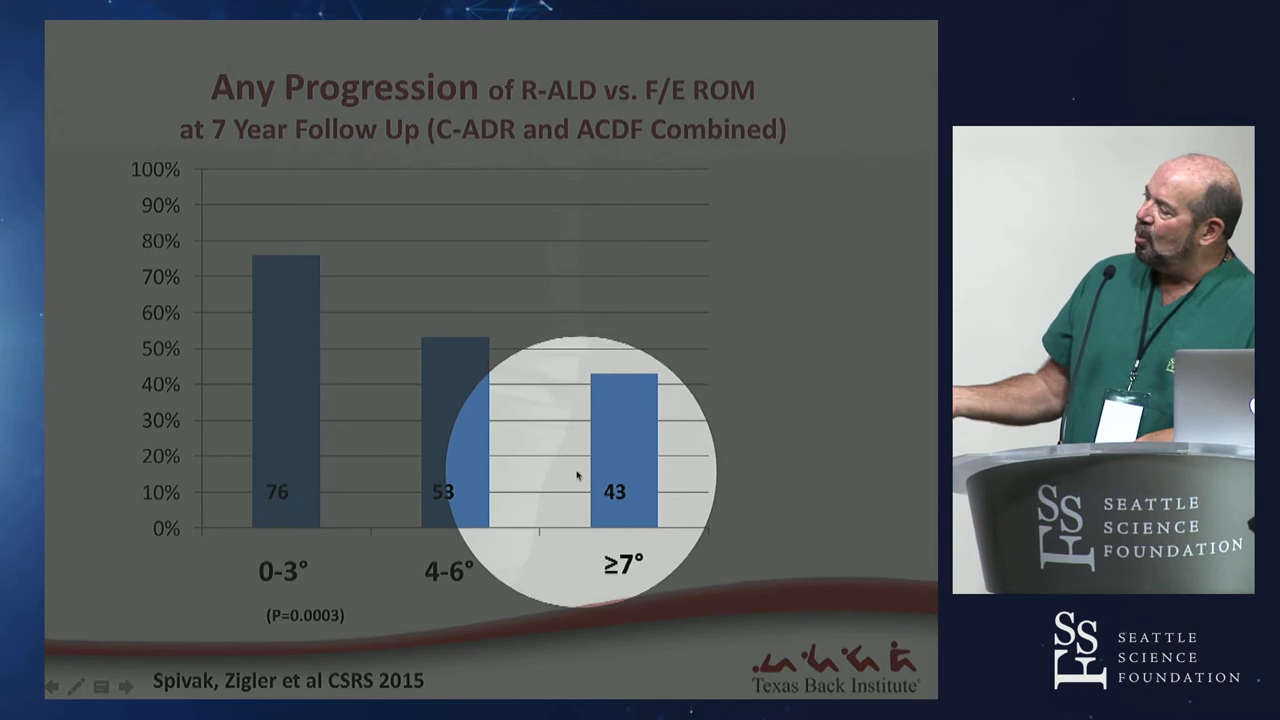 Any Progression of R-ALD vs. F/E ROM
at 7 Year Follow Up (C-ADR and ACDF Combined)
100%
90%
80%
70%
60%
50%
40%
30%
20%
10%
0%
76
53
43
0-3°
4-6°
≥7°
(P=0.0003)
Spivak, Zigler et al CSRS 2015
Texas Back Institute
SSF
SEATTLE
SCIENCE
FOUNDATION
SSF
SEATTLE
SCIENCE
FOUNDATION